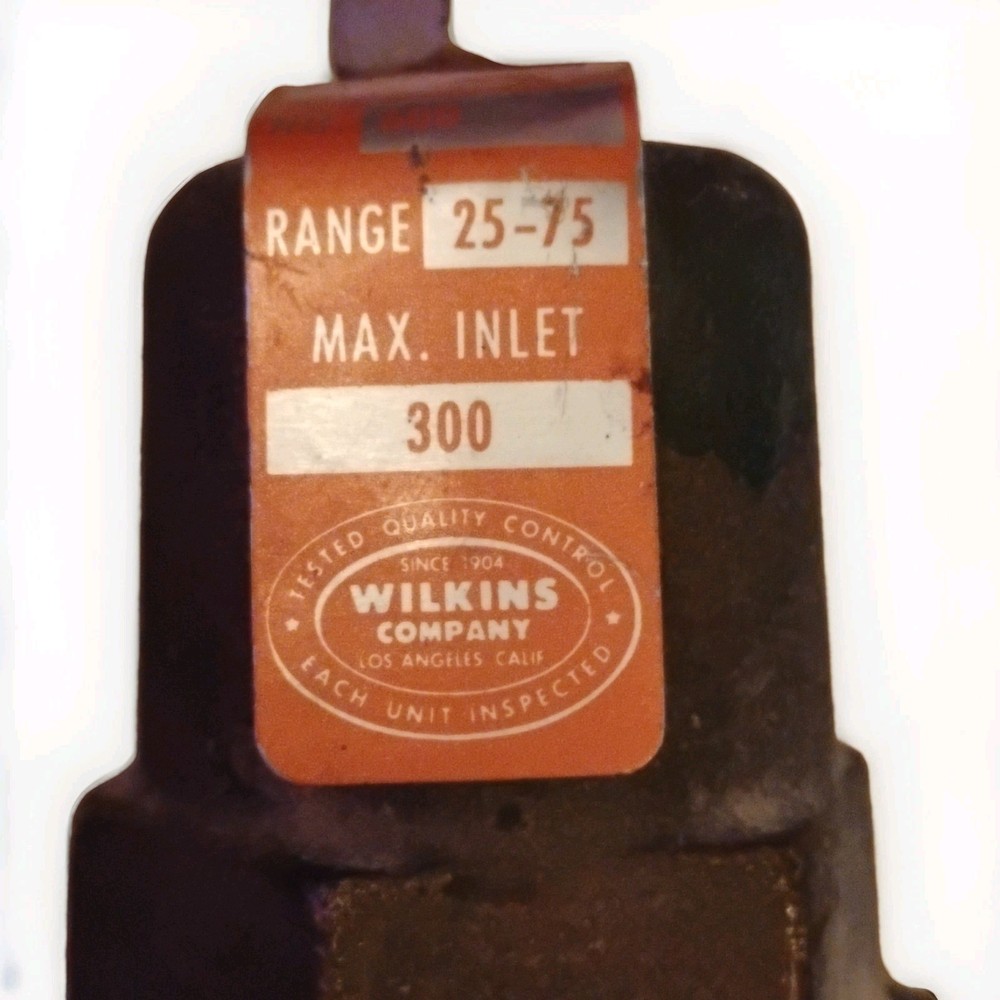 RANGE 25-75
MAX. INLET
300
TESTED QUALITY CONTROL
SINCE 1904
WILKINS
COMPANY
LOS ANGELES CALIF
EACH UNIT INSPECTED